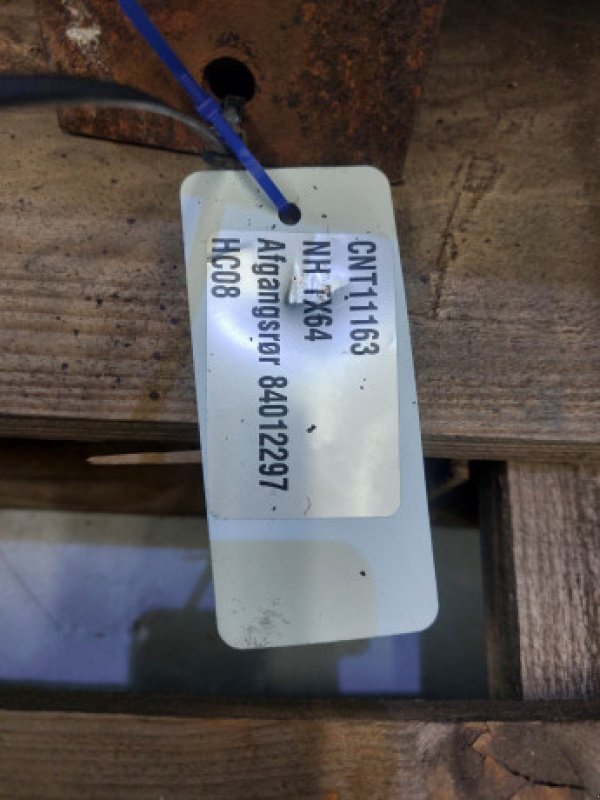 CNT11163
NH TX64
Afgangsrør 84012297
HC08